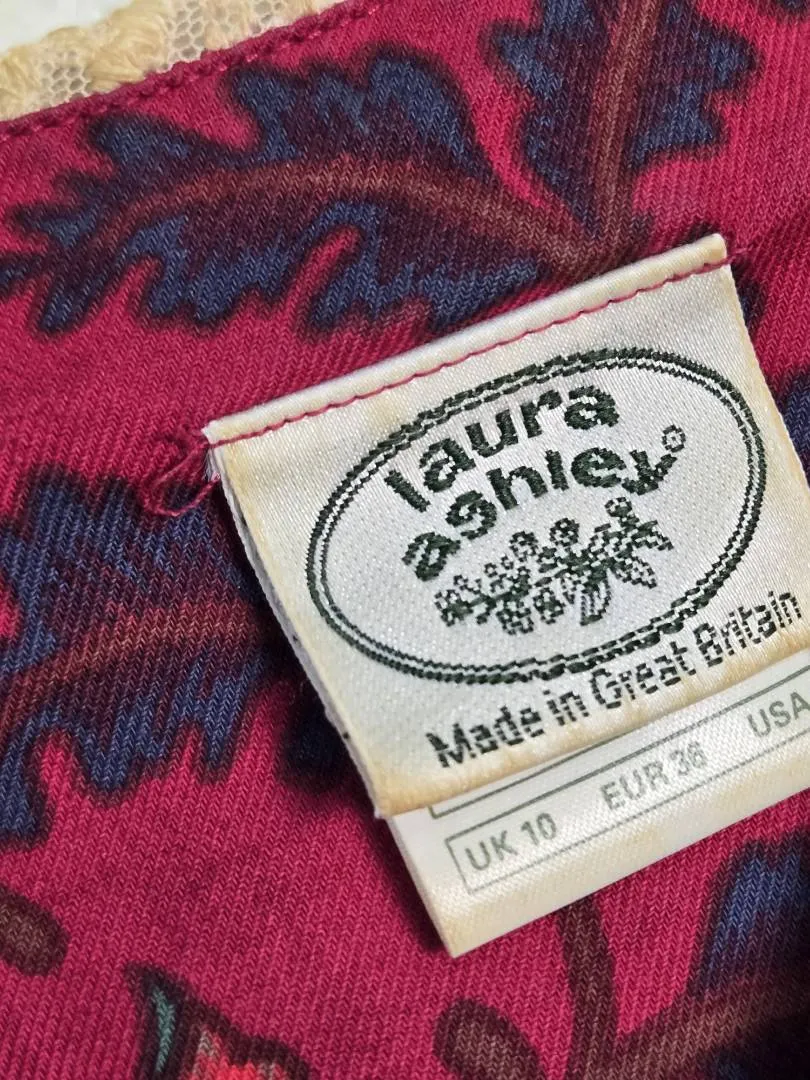 laura
ashley®
Made in Great Britain
UK 10 EUR 36 USA